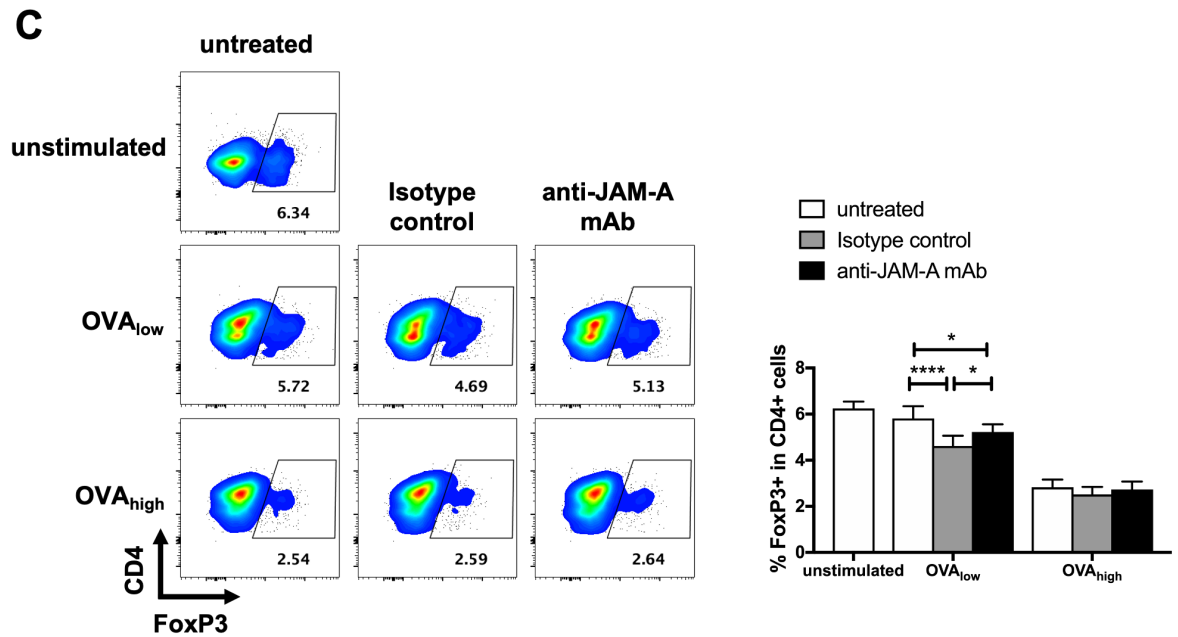 C
untreated
unstimulated
6.34
Isotype
control
anti-JAM-A
mAb
OVAlow
5.72
4.69
5.13
OVAhigh
2.54
2.59
2.64
CD4
FoxP3
untreated
Isotype control
anti-JAM-A mAb
% FoxP3+ in CD4+ cells
8
6
4
2
0
*
**** *
unstimulated OVAlow OVAhigh